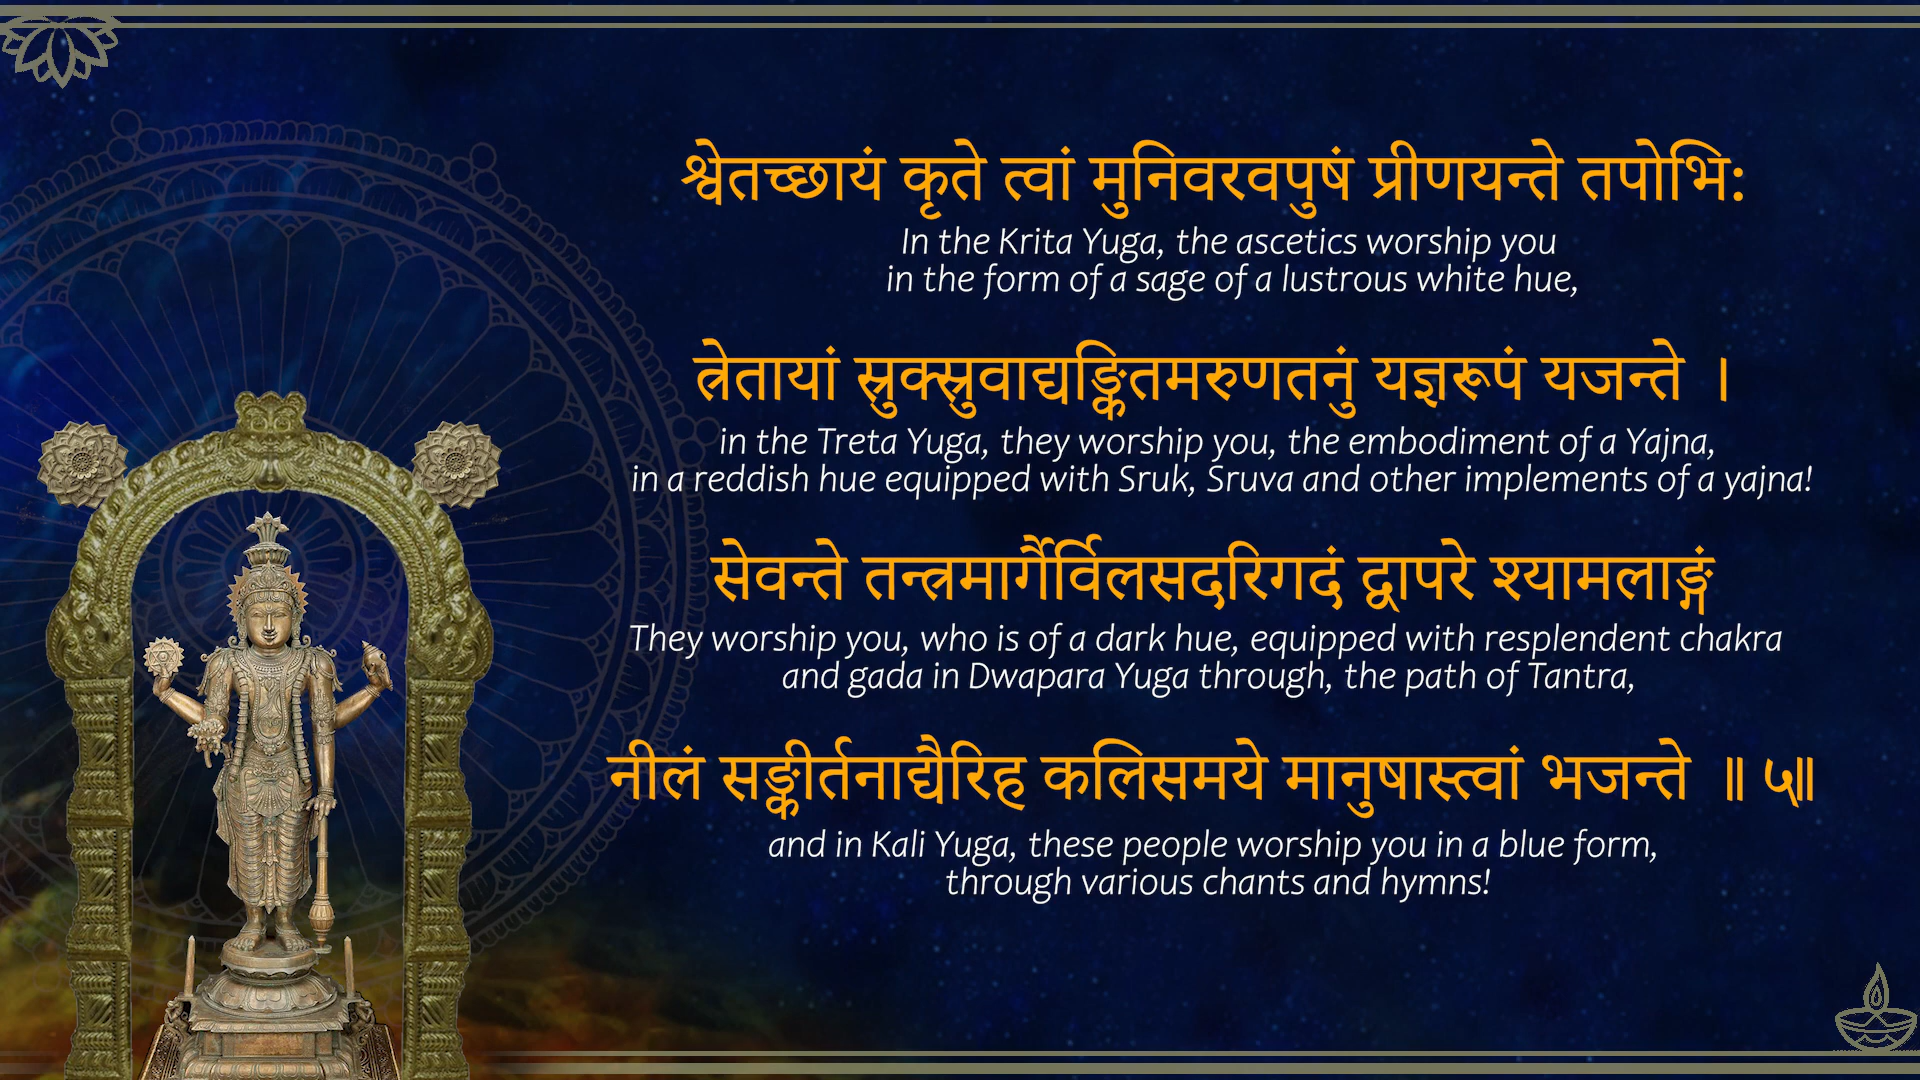 श्वेतच्छायं कृते त्वां मुनिवरवपुषं प्रीणयन्ते तपोभि:
In the Krita Yuga, the ascetics worship you
in the form of a sage of a lustrous white hue,
त्रेतायां स्रुक्स्रुवाद्यङ्कितमरुणतनुं यज्ञरूपं यजन्ते ।
in the Treta Yuga, they worship you, the embodiment of a Yajna,
in a reddish hue equipped with Sruk, Sruva and other implements of a yajna!
सेवन्ते तन्त्रमार्गैर्विलसदरिगदं द्वापरे श्यामलाङ्गं
They worship you, who is of a dark hue, equipped with resplendent chakra
and gada in Dwapara Yuga through, the path of Tantra,
नीलं सङ्कीर्तनाद्यैरिह कलिसमये मानुषास्त्वां भजन्ते ॥ ५॥
and in Kali Yuga, these people worship you in a blue form,
through various chants and hymns!